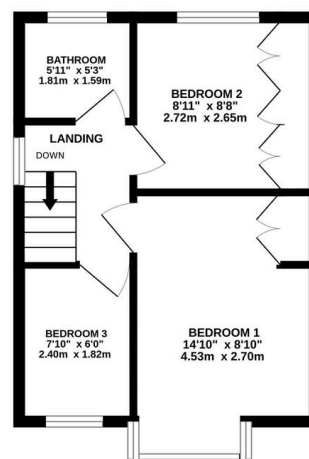 BATHROOM
5'11" x 5'3"
1.81m x 1.59m
BEDROOM 2
8'11" x 8'8"
2.72m x 2.65m
LANDING
DOWN
BEDROOM 3
7'10" x 6'0"
2.40m x 1.82m
BEDROOM 1
14'10" x 8'10"
4.53m x 2.70m